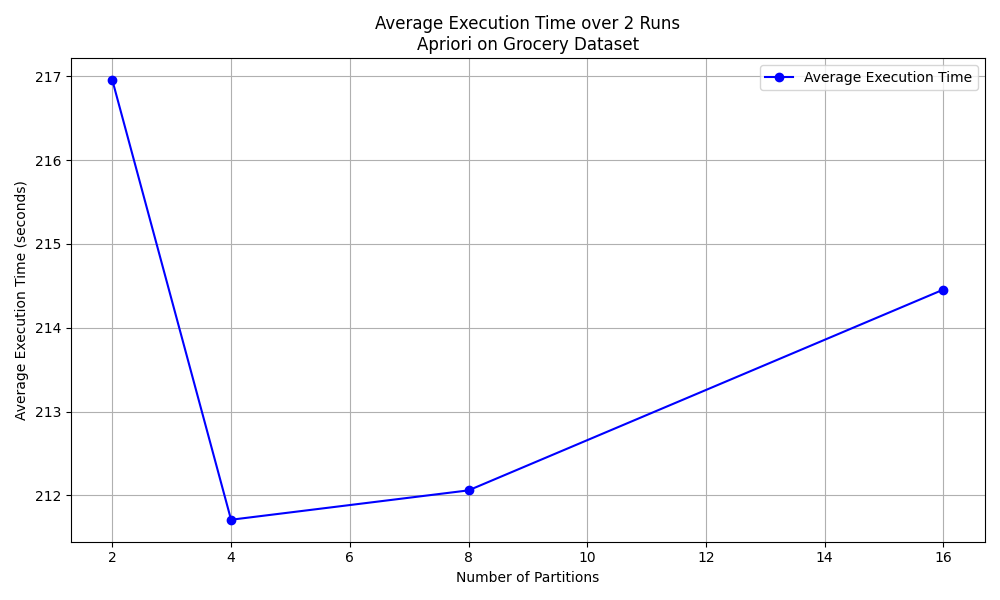 Average Execution Time over 2 Runs
Apriori on Grocery Dataset
Average Execution Time
217
216
215
214
213
212
Average Execution Time (seconds)
2 4 6 8 10 12 14 16
Number of Partitions